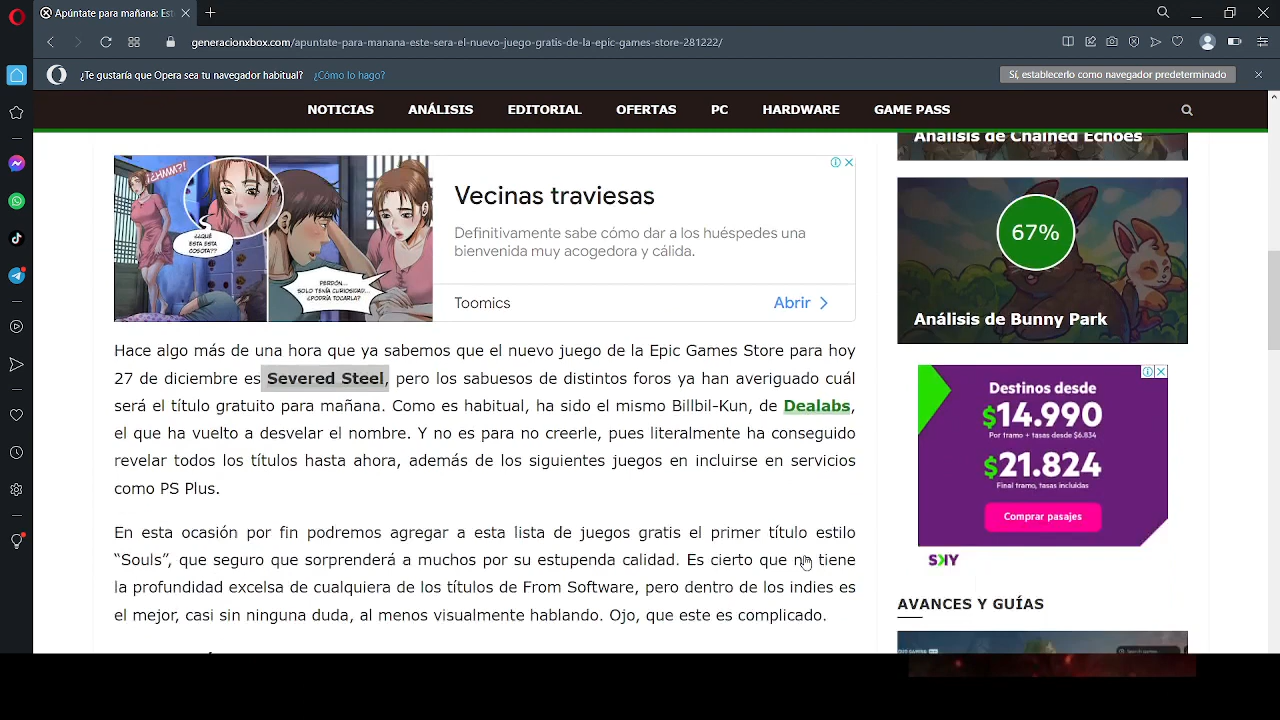 Apúntate para mañana: Est
generacionxbox.com/apuntate-para-manana-este-sera-el-nuevo-juego-gratis-de-la-epic-games-store-281222/
¿Te gustaría que Opera sea tu navegador habitual? ¿Cómo lo hago?
Sí, establecerlo como navegador predeterminado
NOTICIAS ANÁLISIS EDITORIAL OFERTAS PC HARDWARE GAME PASS
¡¿HMMM?!
¿QUÉ
ESTA ESTA
COSOTA?
PERDÓN...
SOLO TENÍA CURIOSIDAD...
¿PODRÍA TOCARLA?
Vecinas traviesas
Definitivamente sabe cómo dar a los huéspedes una
bienvenida muy acogedora y cálida.
Toomics
Abrir
Hace algo más de una hora que ya sabemos que el nuevo juego de la Epic Games Store para hoy
27 de diciembre es Severed Steel, pero los sabuesos de distintos foros ya han averiguado cuál
será el título gratuito para mañana. Como es habitual, ha sido el mismo Billbil-Kun, de Dealabs,
el que ha vuelto a desvelar el nombre. Y no es para no creerle, pues literalmente ha conseguido
revelar todos los títulos hasta ahora, además de los siguientes juegos en incluirse en servicios
como PS Plus.
En esta ocasión por fin podremos agregar a esta lista de juegos gratis el primer título estilo
“Souls”, que seguro que sorprenderá a muchos por su estupenda calidad. Es cierto que no tiene
la profundidad excelsa de cualquiera de los títulos de From Software, pero dentro de los indies es
el mejor, casi sin ninguna duda, al menos visualmente hablando. Ojo, que este es complicado.
Análisis de Chained Echoes
67%
Análisis de Bunny Park
Destinos desde
$14.990
Por tramo + tasas desde $6.834
$21.824
Final tramo, tasas incluidas
Comprar pasajes
SKY
AVANCES Y GUÍAS